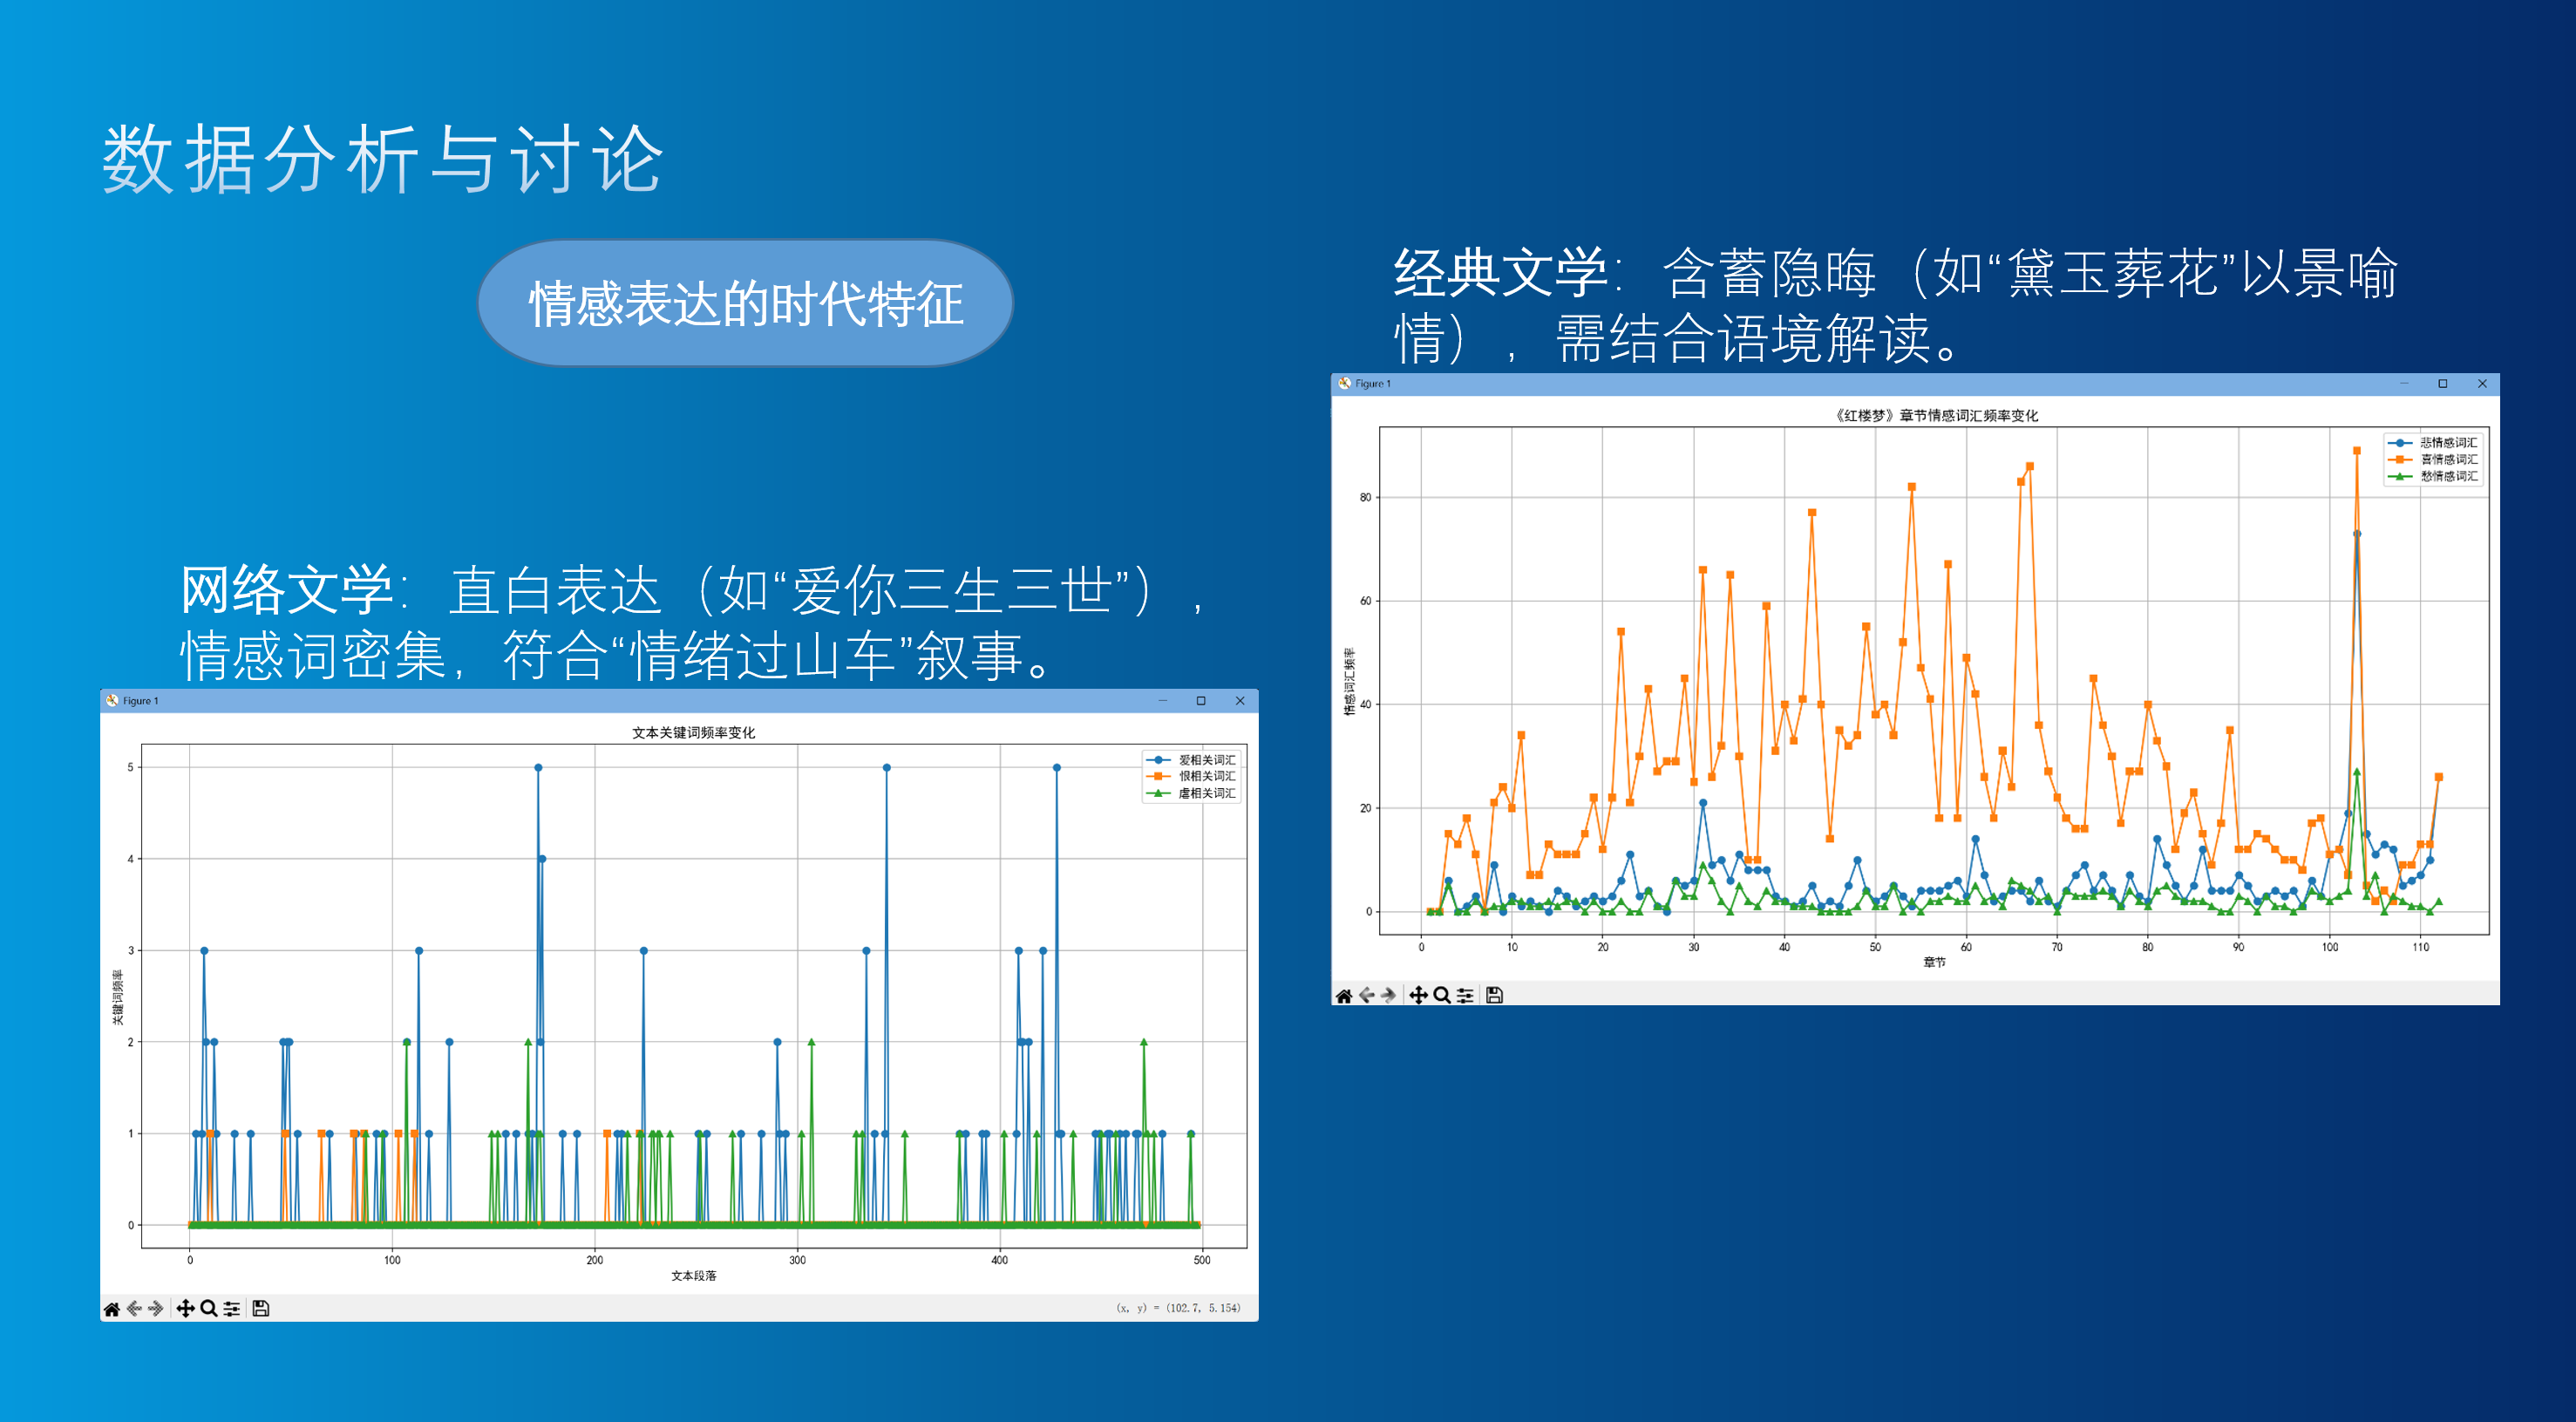 数据分析与讨论
情感表达的时代特征
网络文学：直白表达（如“爱你三生三世”），
情感词密集，符合“情绪过山车”叙事。
Figure 1
文本关键词频率变化
爱相关词汇
恨相关词汇
虐相关词汇
关键词频率
5
4
3
2
1
0
0 100 200 300 400 500
文本段落
(x, y) = (102.7, 5.154)
经典文学：含蓄隐晦（如“黛玉葬花”以景喻
情），需结合语境解读。
Figure 1
《红楼梦》章节情感词汇频率变化
悲情感词汇
喜情感词汇
愁情感词汇
情感词汇频率
80
60
40
20
0
0 10 20 30 40 50 60 70 80 90 100 110
章节